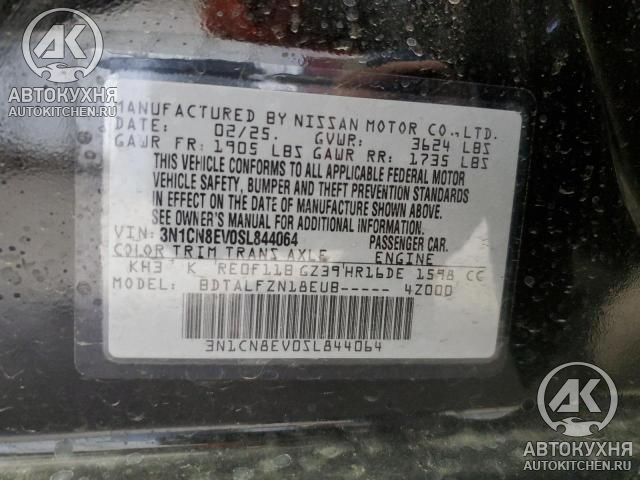 АК
АВТОКУХНЯ
AUTOKITCHEN.RU
MANUFACTURED BY NISSAN MOTOR CO.,LTD.
DATE: 02/25. GVWR: 3624 LBS
GAWR FR: 1905 LBS GAWR RR: 1735 LBS
THIS VEHICLE CONFORMS TO ALL APPLICABLE FEDERAL MOTOR
VEHICLE SAFETY, BUMPER AND THEFT PREVENTION STANDARDS
IN EFFECT ON THE DATE OF MANUFACTURE SHOWN ABOVE.
SEE OWNER'S MANUAL FOR ADDITIONAL INFORMATION.
VIN: 3N1CN8EV0SL844064 PASSENGER CAR.
COLOR TRIM TRANS AXLE ENGINE
KH3 K RE0F11B GZ39 HR16DE 1598 CC
MODEL: BDTALFZN18EUB----- 4Z000
3N1CN8EV0SL844064
АК
АВТОКУХНЯ
AUTOKITCHEN.RU